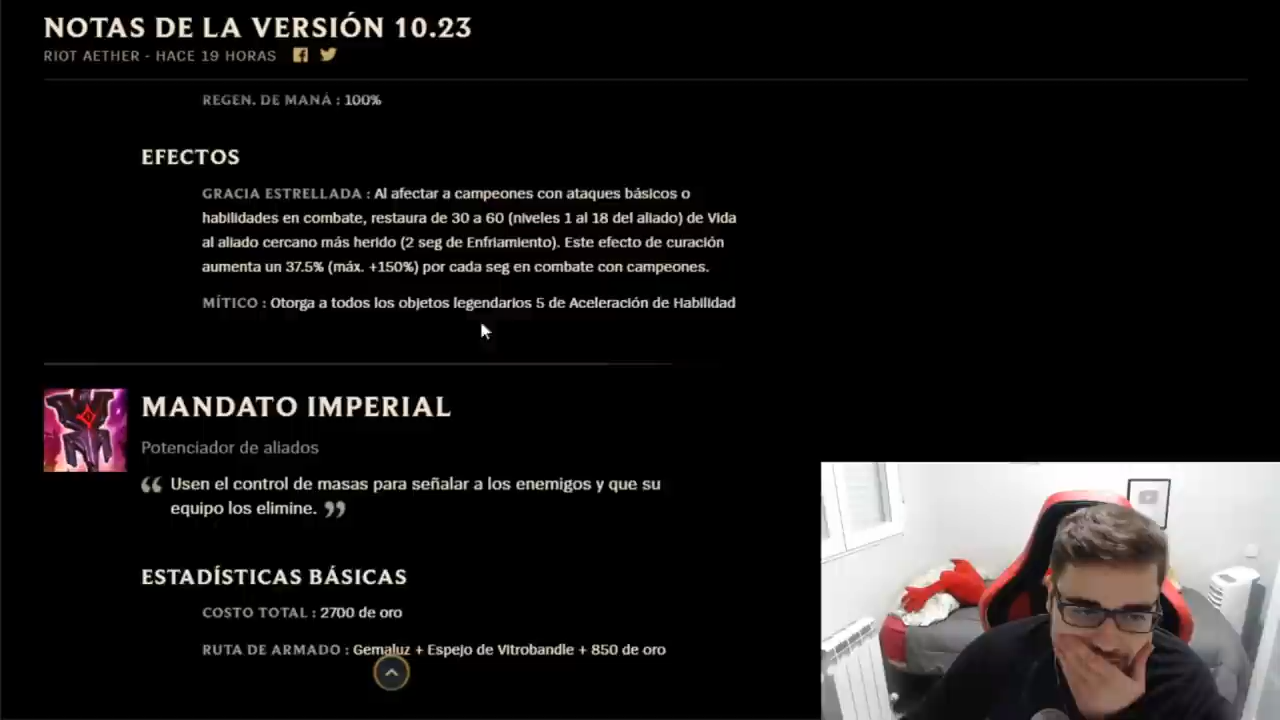 NOTAS DE LA VERSIÓN 10.23
RIOT AETHER - HACE 19 HORAS
REGEN. DE MANÁ : 100%
EFECTOS
GRACIA ESTRELLADA : Al afectar a campeones con ataques básicos o
habilidades en combate, restaura de 30 a 60 (niveles 1 al 18 del aliado) de Vida
al aliado cercano más herido (2 seg de Enfriamiento). Este efecto de curación
aumenta un 37.5% (máx. +150%) por cada seg en combate con campeones.
MÍTICO : Otorga a todos los objetos legendarios 5 de Aceleración de Habilidad
MANDATO IMPERIAL
Potenciador de aliados
“ Usen el control de masas para señalar a los enemigos y que su
equipo los elimine. ”
ESTADÍSTICAS BÁSICAS
COSTO TOTAL : 2700 de oro
RUTA DE ARMADO : Gemaluz + Espejo de Vitrobandle + 850 de oro